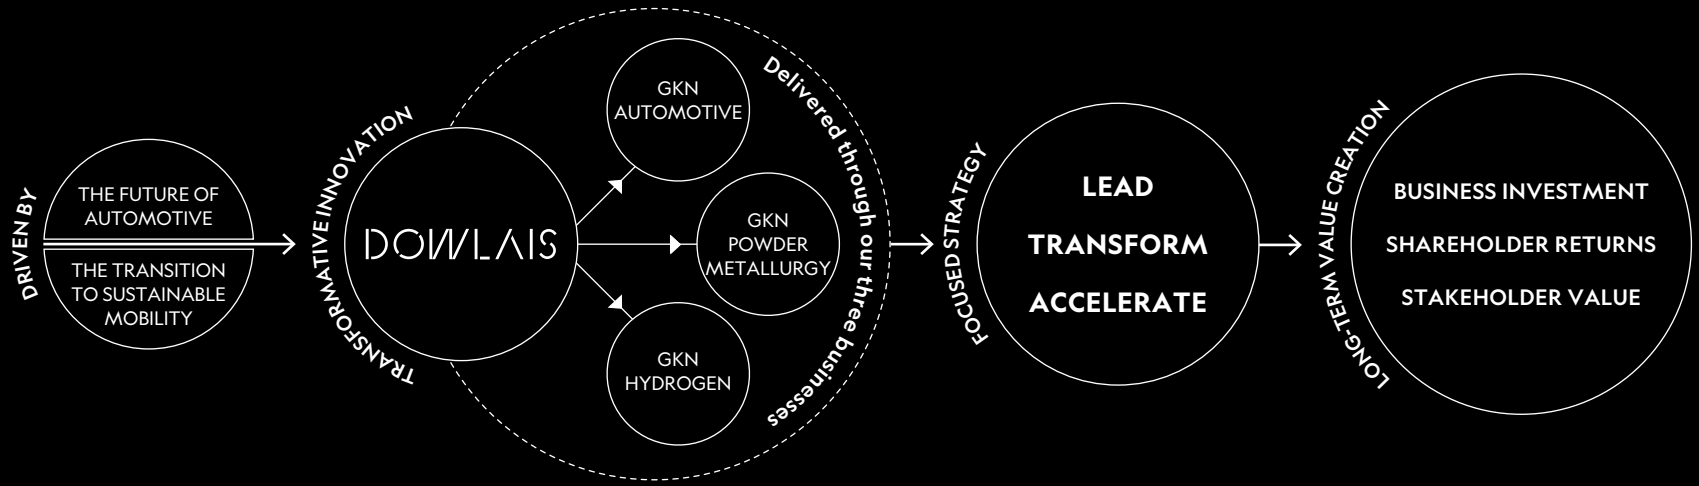 DRIVEN BY
THE FUTURE OF
AUTOMOTIVE
THE TRANSITION
TO SUSTAINABLE
MOBILITY
TRANSFORMATIVE INNOVATION
DOWLAIS
GKN
AUTOMOTIVE
GKN
POWDER
METALLURGY
GKN
HYDROGEN
Delivered through our three businesses
FOCUSED STRATEGY
LEAD
TRANSFORM
ACCELERATE
LONG-TERM VALUE CREATION
BUSINESS INVESTMENT
SHAREHOLDER RETURNS
STAKEHOLDER VALUE